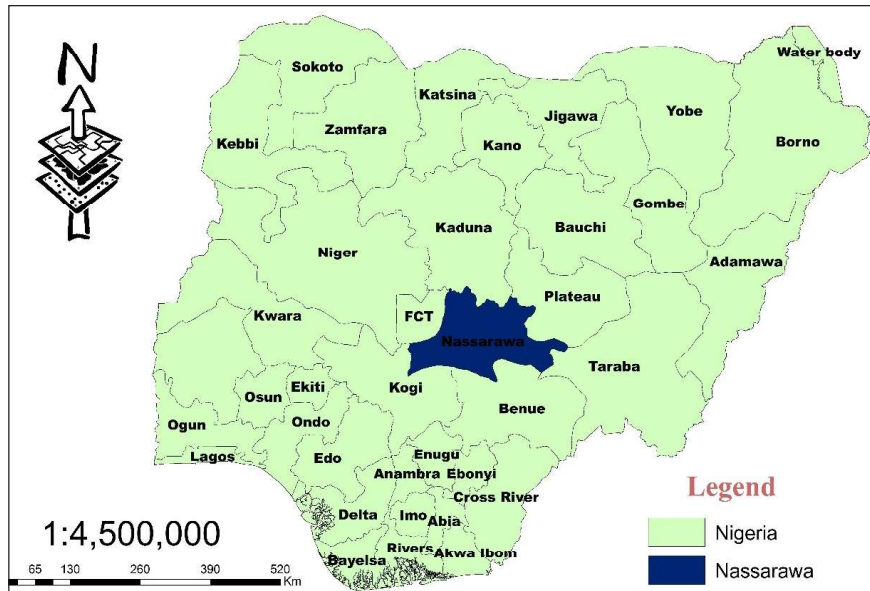 N
Sokoto
Katsina
Water body
Jigawa
Yobe
Zamfara
Kebbi
Kano
Borno
Gombe
Kaduna
Bauchi
Niger
Adamawa
Plateau
FCT
Kwara
Nassarawa
Taraba
Kogi
Ekiti
Osun
Benue
Ogun
Ondo
Lagos
Edo
Enugu
Anambra
Ebonyi
Cross River
Delta
Imo
Abia
Rivers
Akwa Ibom
Bayelsa
Legend
Nigeria
Nassarawa
1:4,500,000
65 130 260 390 520
Km